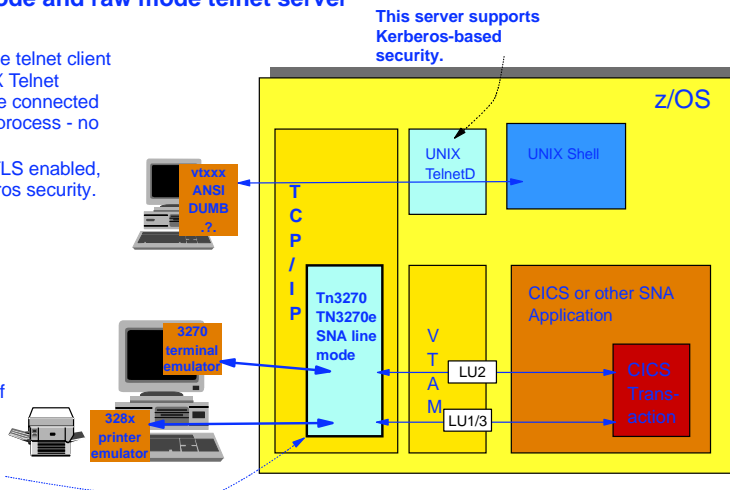 ode and raw mode telnet server
This server supports
Kerberos-based
security.
e telnet client
X Telnet
e connected
process - no
LS enabled,
os security.
z/OS
UNIX
TelnetD
UNIX Shell
vtxxx
ANSI
DUMB
.?.
T
C
P
/
I
P
Tn3270
TN3270e
SNA line
mode
V
T
A
M
CICS or other SNA
Application
3270
terminal
emulator
LU2
CICS
Trans-
action
f
328x
printer
emulator
LU1/3